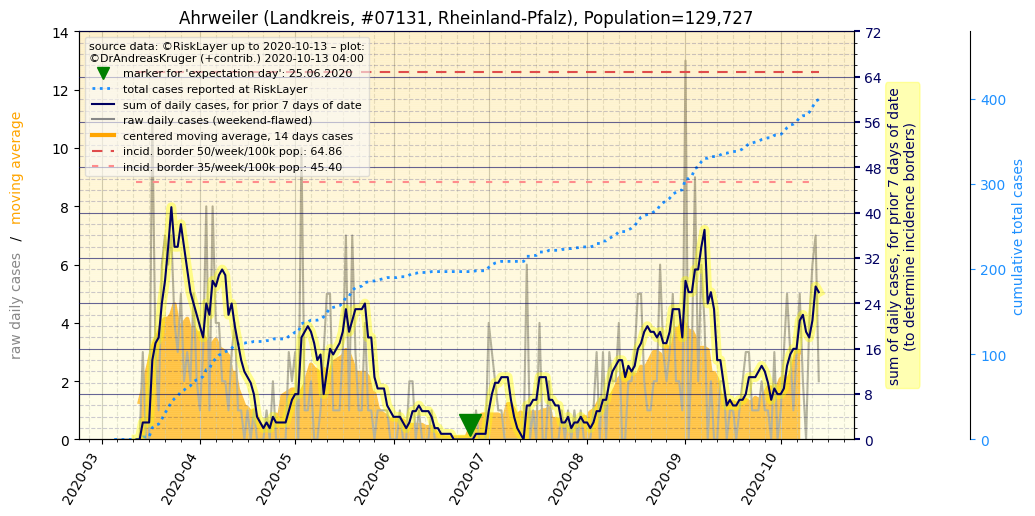 Ahrweiler (Landkreis, #07131, Rheinland-Pfalz), Population=129,727
source data: ©RiskLayer up to 2020-10-13 – plot:
©DrAndreasKruger (+contrib.) 2020-10-13 04:00
marker for 'expectation day': 25.06.2020
total cases reported at RiskLayer
sum of daily cases, for prior 7 days of date
raw daily cases (weekend-flawed)
centered moving average, 14 days cases
incid. border 50/week/100k pop.: 64.86
incid. border 35/week/100k pop.: 45.40
raw daily cases / moving average
14
12
10
8
6
4
2
0
2020-03
2020-04
2020-05
2020-06
2020-07
2020-08
2020-09
2020-10
72
64
56
48
40
32
24
16
8
0
sum of daily cases, for prior 7 days of date
(to determine incidence borders)
400
300
200
100
0
cumulative total cases